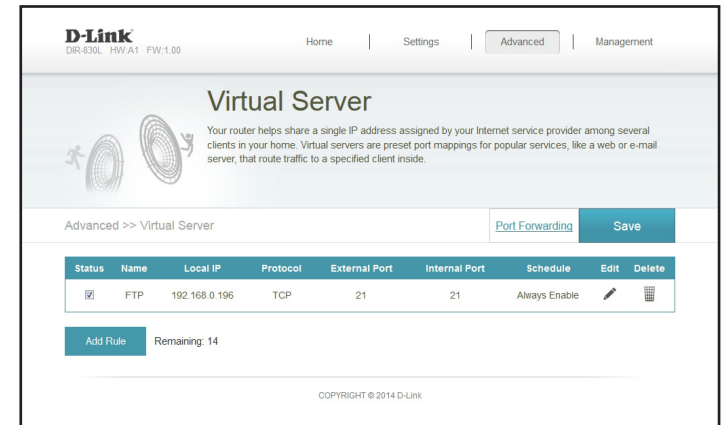 D-Link
DIR-830L HW:A1 FW:1.00
Home Settings Advanced Management
Virtual Server
Your router helps share a single IP address assigned by your Internet service provider among several
clients in your home. Virtual servers are preset port mappings for popular services, like a web or e-mail
server, that route traffic to a specified client inside.
Advanced >> Virtual Server
Port Forwarding Save
Status Name Local IP Protocol External Port Internal Port Schedule Edit Delete
FTP 192.168.0.196 TCP 21 21 Always Enable
Add Rule Remaining: 14
COPYRIGHT © 2014 D-Link